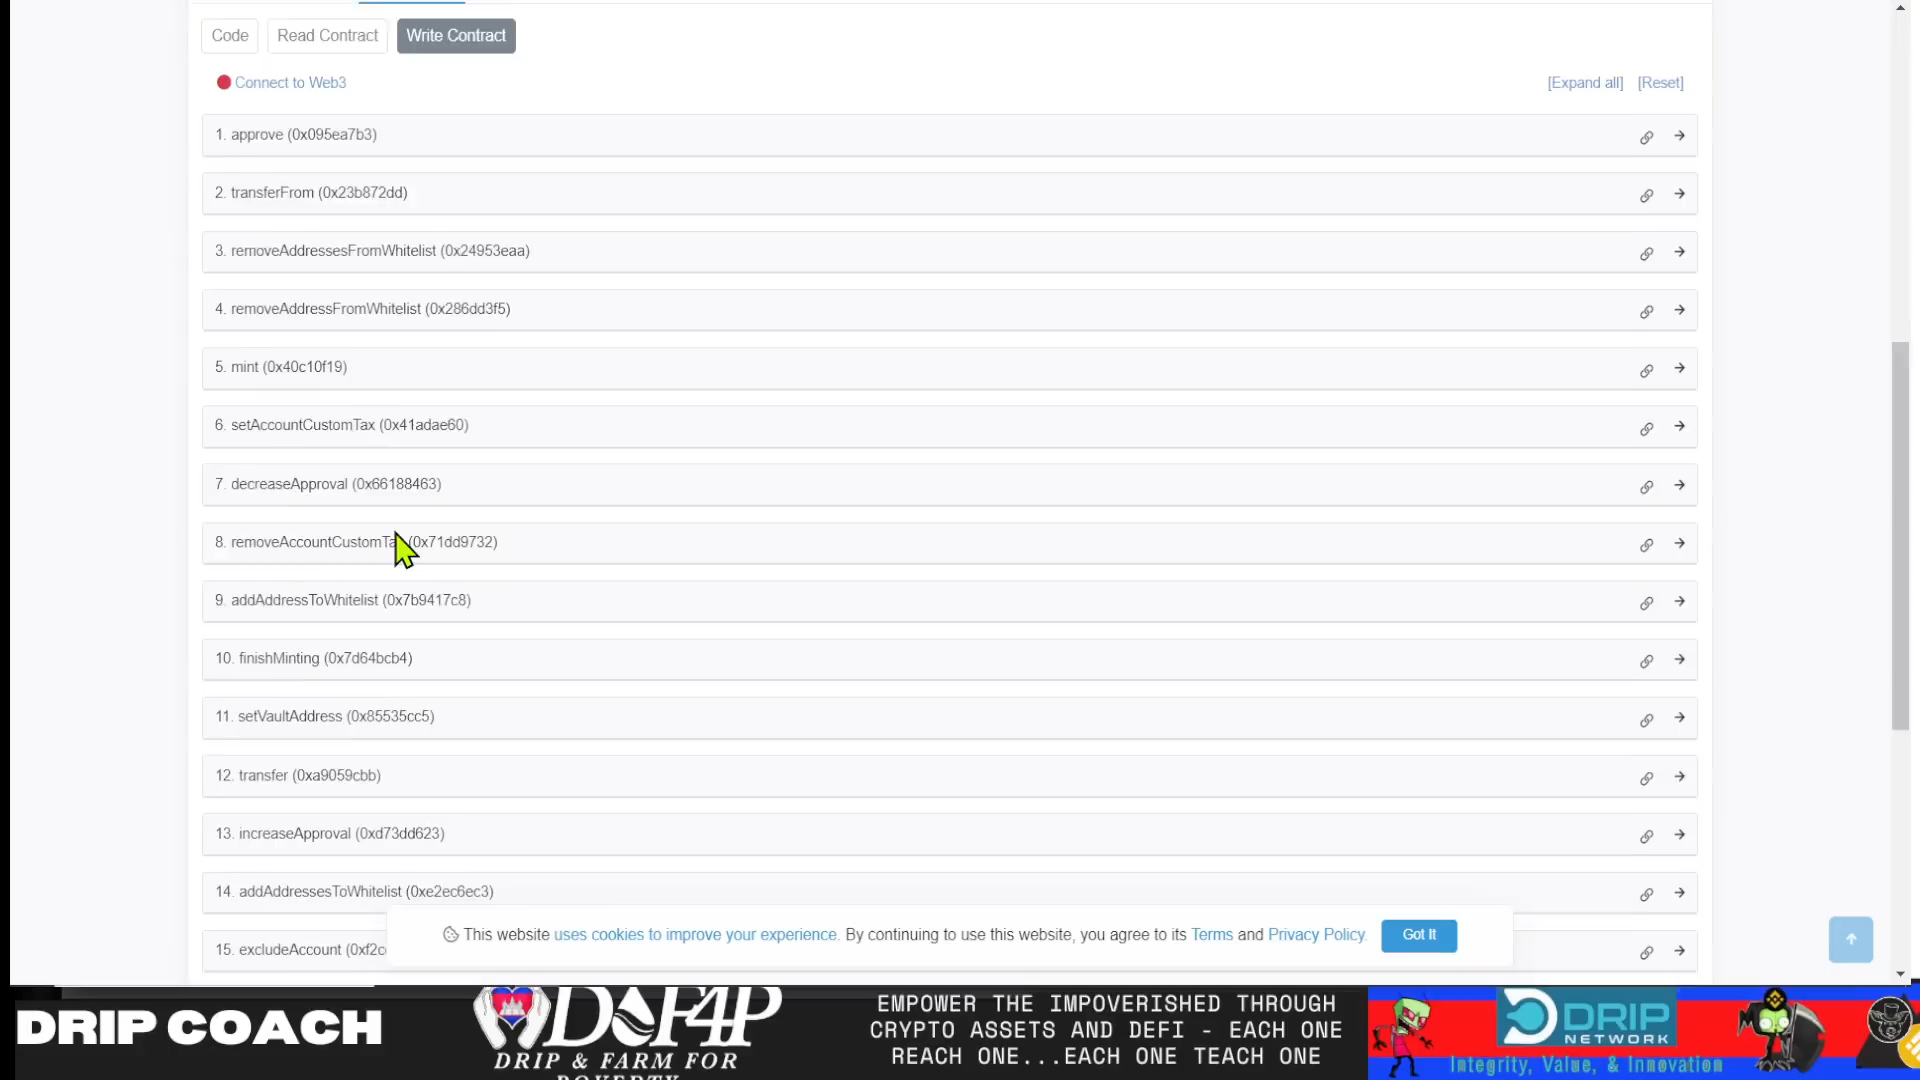 Code
Read Contract
Write Contract
Connect to Web3
[Expand all]
[Reset]
1. approve (0x095ea7b3)
2. transferFrom (0x23b872dd)
3. removeAddressesFromWhitelist (0x24953eaa)
4. removeAddressFromWhitelist (0x286dd3f5)
5. mint (0x40c10f19)
6. setAccountCustomTax (0x41adae60)
7. decreaseApproval (0x66188463)
8. removeAccountCustomTa (0x71dd9732)
9. addAddressToWhitelist (0x7b9417c8)
10. finishMinting (0x7d64bcb4)
11. setVaultAddress (0x85535cc5)
12. transfer (0xa9059cbb)
13. increaseApproval (0xd73dd623)
14. addAddressesToWhitelist (0xe2ec6ec3)
15. excludeAccount (0xf2c
This website uses cookies to improve your experience. By continuing to use this website, you agree to its Terms and Privacy Policy.
Got It
DRIP COACH
DOF4P
DRIP & FARM FOR
POVERTY
EMPOWER THE IMPOVERISHED THROUGH
CRYPTO ASSETS AND DEFI - EACH ONE
REACH ONE...EACH ONE TEACH ONE
DRIP
NETWORK
Integrity, Value, & Innovation